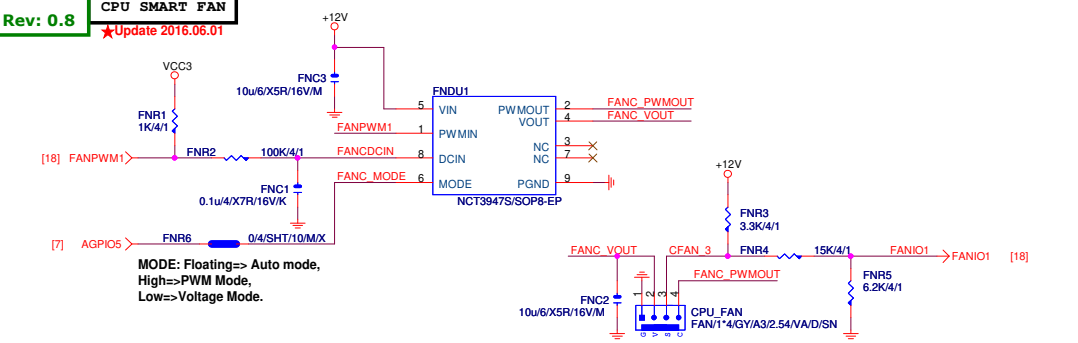 CPU SMART FAN
Rev: 0.8
★Update 2016.06.01
+12V
VCC3
FNC3
10u/6/X5R/16V/M
FNDU1
FNR1
1K/4/1
5 VIN
PWMOUT 2 FANC_PWMOUT
VOUT 4 FANC_VOUT
FANPWM1 1 PWMIN
NC 3
NC 7
[18] FANPWM1
FNR2 100K/4/1
FANCDCIN 8 DCIN
FANC_MODE 6 MODE
PGND 9
FNC1
0.1u/4/X7R/16V/K
NCT3947S/SOP8-EP
+12V
FNR3
3.3K/4/1
[7] AGPIO5
FNR6 0/4/SHT/10/M/X
MODE: Floating=> Auto mode,
High=>PWM Mode,
Low=>Voltage Mode.
FANC_VOUT
CFAN_3
FNR4 15K/4/1
FANIO1
FANIO1 [18]
FANC_PWMOUT
FNR5
6.2K/4/1
FNC2
10u/6/X5R/16V/M
1 2 3 4
G V S C
CPU_FAN
FAN/1*4/GY/A3/2.54/VA/D/SN